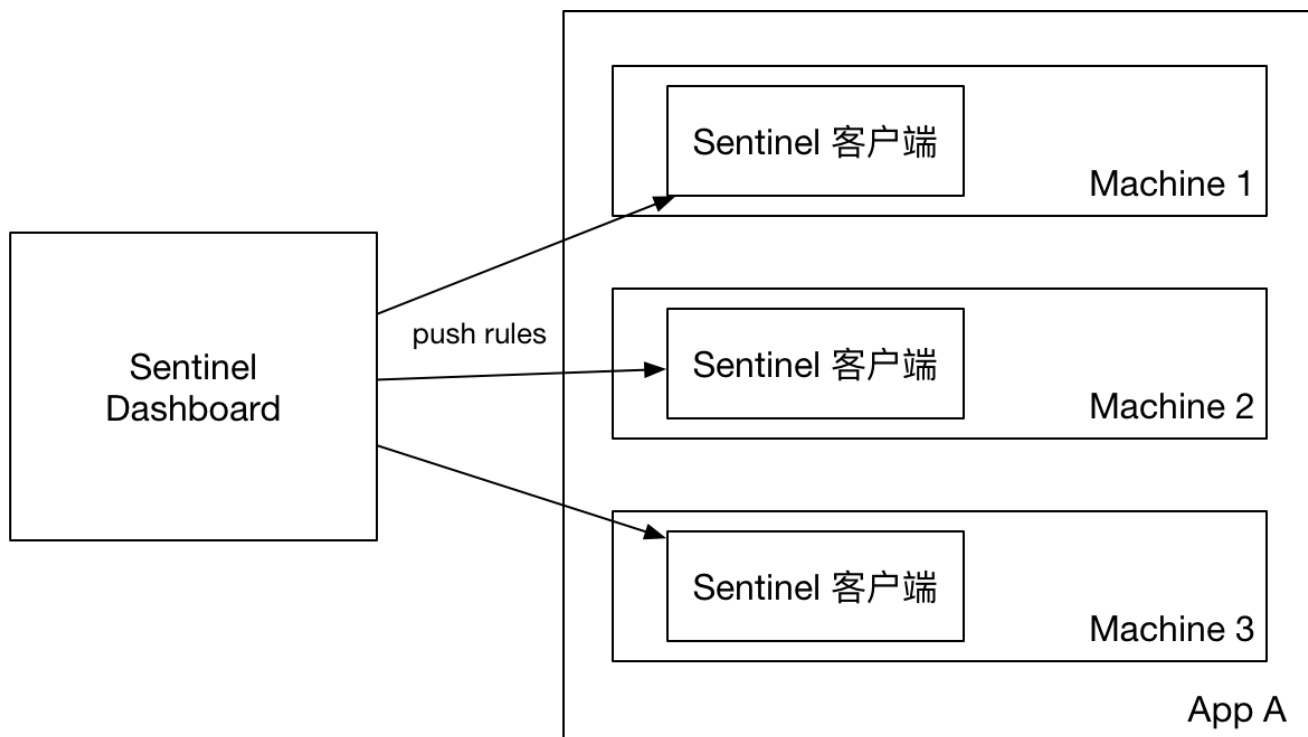 Sentinel 客户端
Machine 1
Sentinel
Dashboard
push rules
Sentinel 客户端
Machine 2
Sentinel 客户端
Machine 3
App A